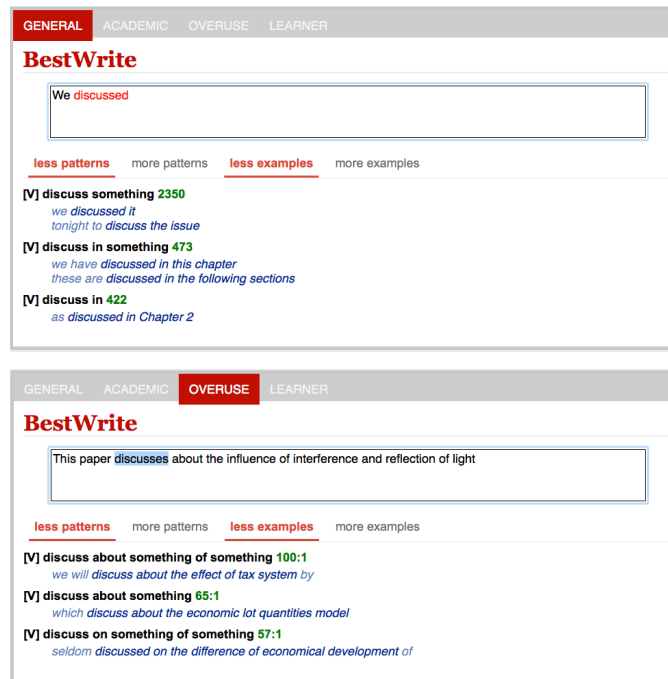 GENERAL ACADEMIC OVERUSE LEARNER
BestWrite
We discussed
less patterns more patterns less examples more examples
[V] discuss something 2350
we discussed it
tonight to discuss the issue
[V] discuss in something 473
we have discussed in this chapter
these are discussed in the following sections
[V] discuss in 422
as discussed in Chapter 2
GENERAL ACADEMIC OVERUSE LEARNER
BestWrite
This paper discusses about the influence of interference and reflection of light
less patterns more patterns less examples more examples
[V] discuss about something of something 100:1
we will discuss about the effect of tax system by
[V] discuss about something 65:1
which discuss about the economic lot quantities model
[V] discuss on something of something 57:1
seldom discussed on the difference of economical development of